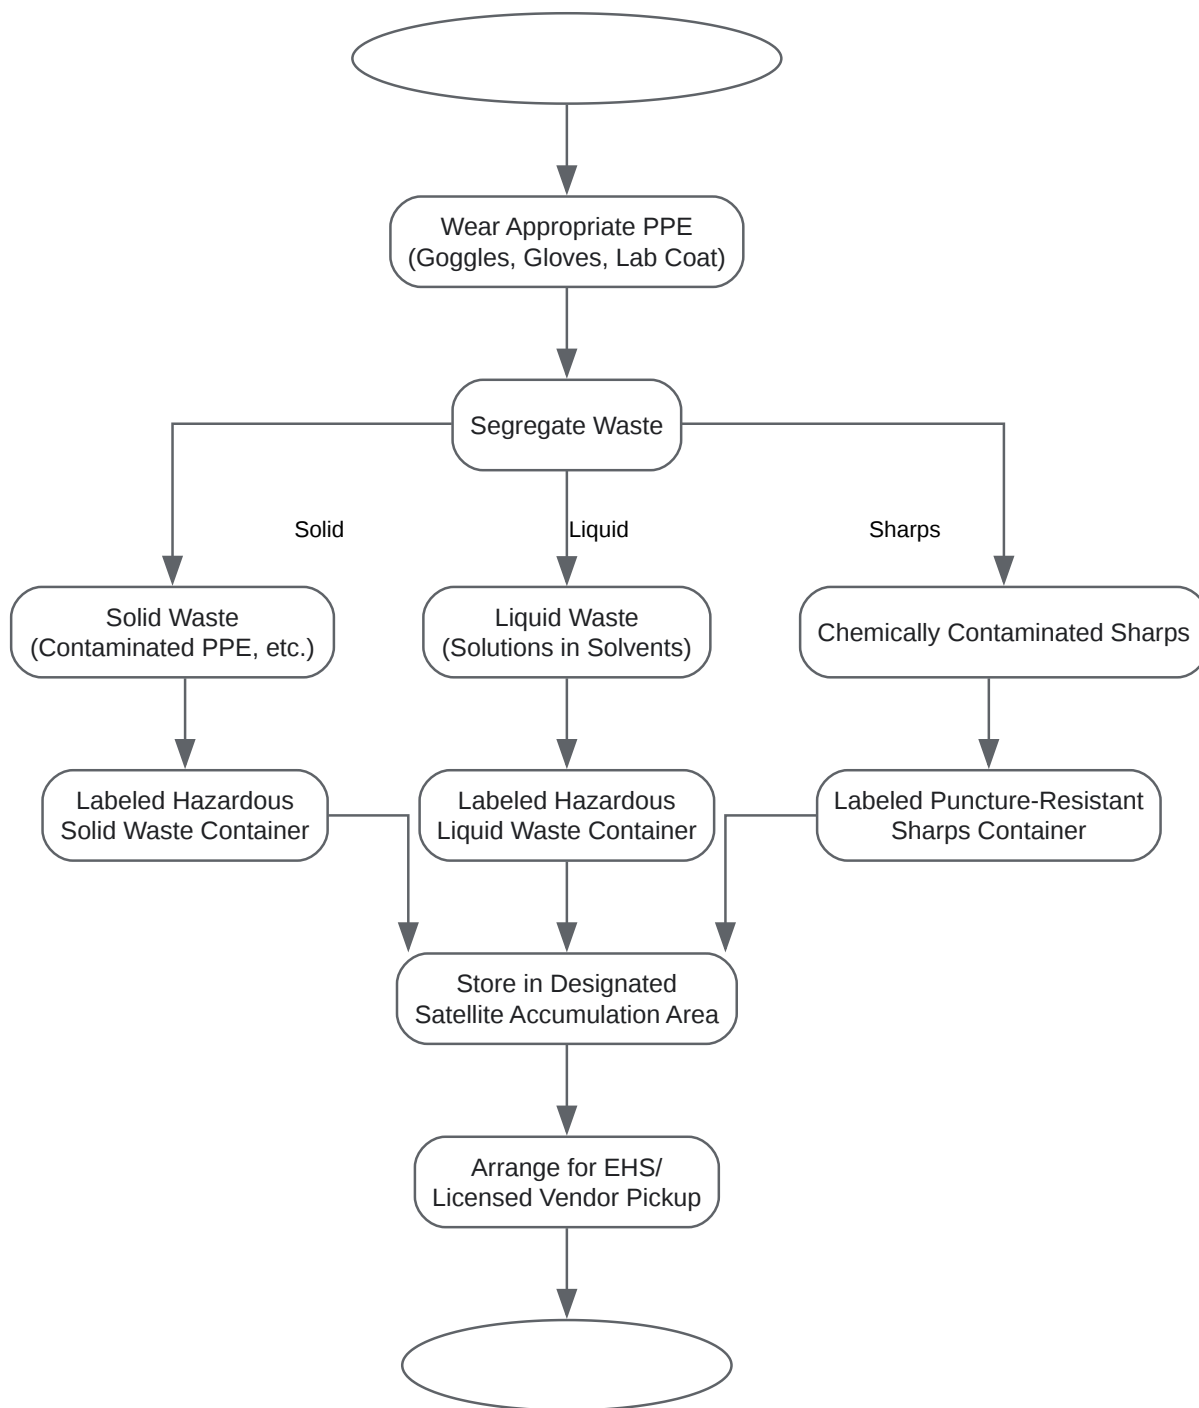 Wear Appropriate PPE
(Goggles, Gloves, Lab Coat)
Segregate Waste
Solid
Liquid
Sharps
Solid Waste
(Contaminated PPE, etc.)
Liquid Waste
(Solutions in Solvents)
Chemically Contaminated Sharps
Labeled Hazardous
Solid Waste Container
Labeled Hazardous
Liquid Waste Container
Labeled Puncture-Resistant
Sharps Container
Store in Designated
Satellite Accumulation Area
Arrange for EHS/
Licensed Vendor Pickup